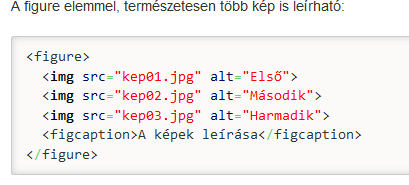 A figure elemmel, természetesen több kép is leírható:
<figure>
  <img src="kep01.jpg" alt="Első">
  <img src="kep02.jpg" alt="Második">
  <img src="kep03.jpg" alt="Harmadik">
  <figcaption>A képek leírása</figcaption>
</figure>